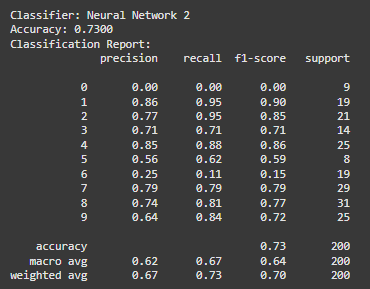 Classifier: Neural Network 2
Accuracy: 0.7300
Classification Report:
precision recall f1-score support
0 0.00 0.00 0.00 9
1 0.86 0.95 0.90 19
2 0.77 0.95 0.85 21
3 0.71 0.71 0.71 14
4 0.85 0.88 0.86 25
5 0.56 0.62 0.59 8
6 0.25 0.11 0.15 19
7 0.79 0.79 0.79 29
8 0.74 0.81 0.77 31
9 0.64 0.84 0.72 25
accuracy 0.73 200
macro avg 0.62 0.67 0.64 200
weighted avg 0.67 0.73 0.70 200